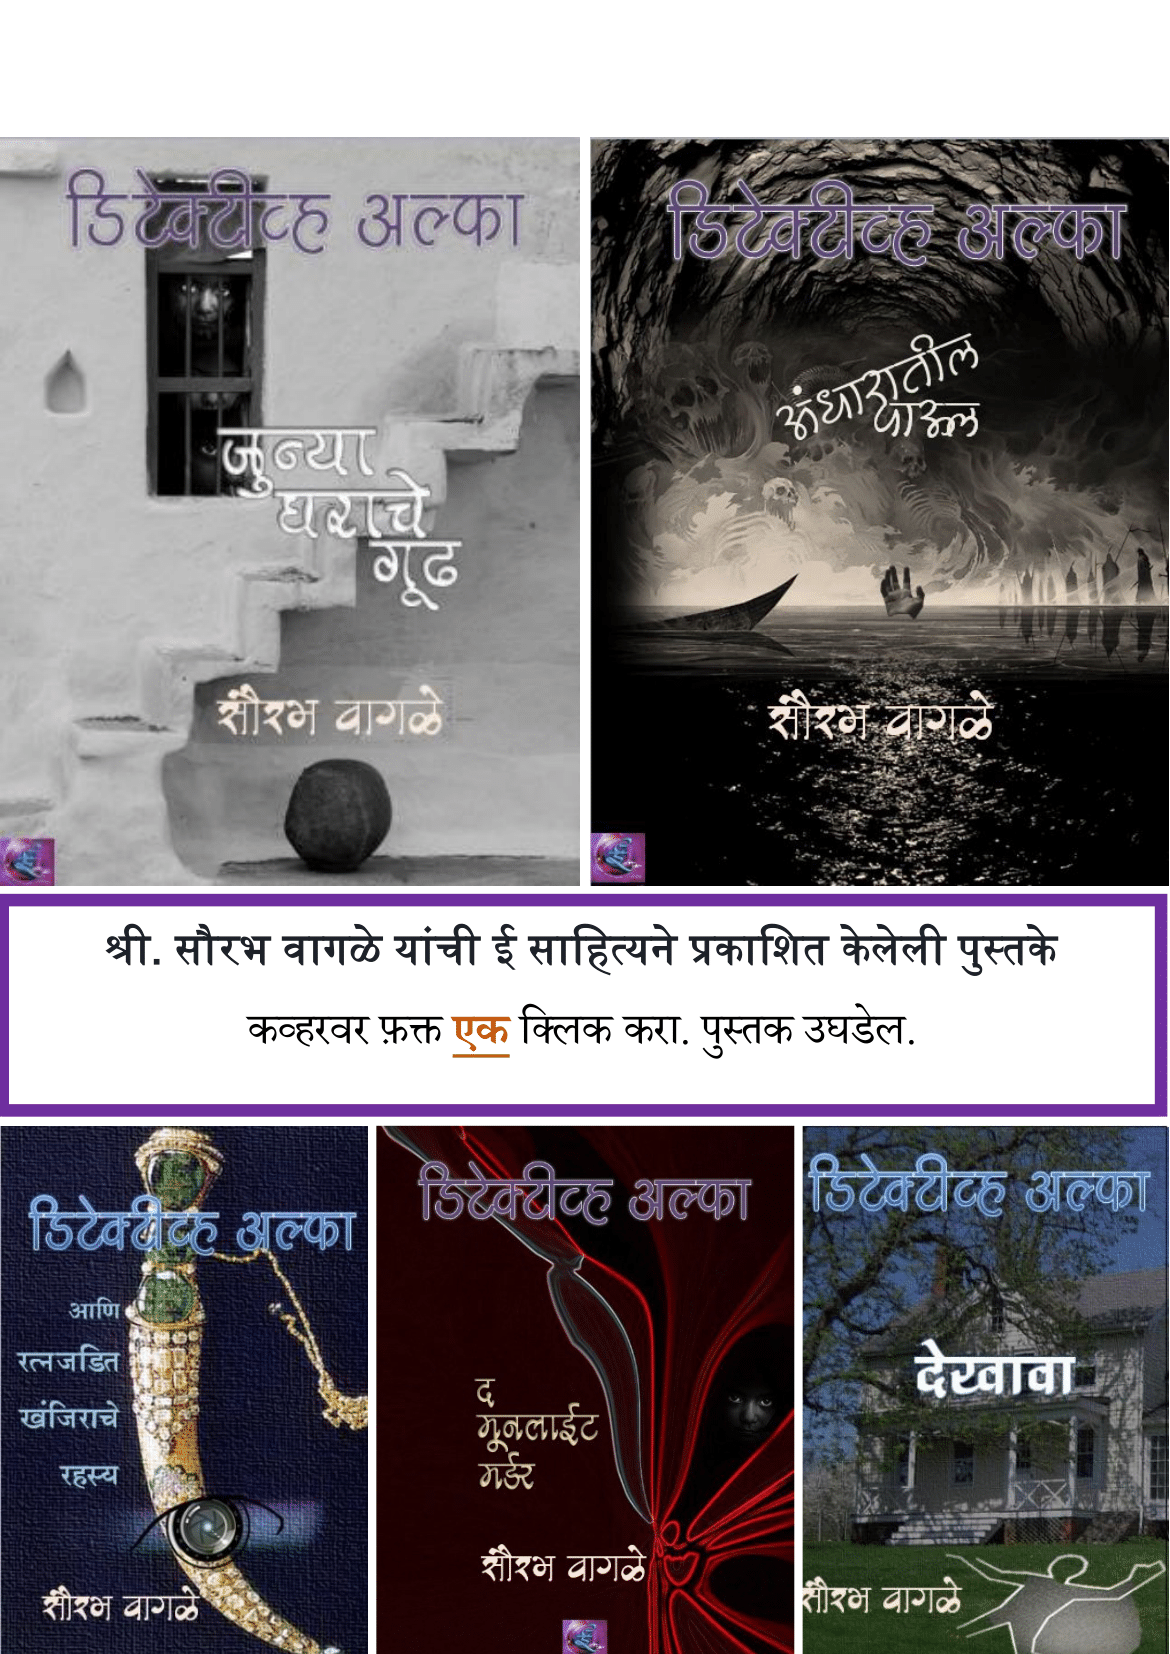 डिटेक्टीव्ह अल्फा
जुन्या
घराचे
गूढ
सौरभ वागळे
डिटेक्टीव्ह अल्फा
अंधारातील
पाऊल
सौरभ वागळे
श्री. सौरभ वागळे यांची ई साहित्यने प्रकाशित केलेली पुस्तके
कव्हरवर फ़क्त एक क्लिक करा. पुस्तक उघडेल.
डिटेक्टीव्ह अल्फा
आणि
रत्नजडित
खंजिराचे
रहस्य
सौरभ वागळे
डिटेक्टीव्ह अल्फा
द
मूनलाईट
मर्डर
सौरभ वागळे
डिटेक्टीव्ह अल्फा
देखावा
सौरभ वागळे